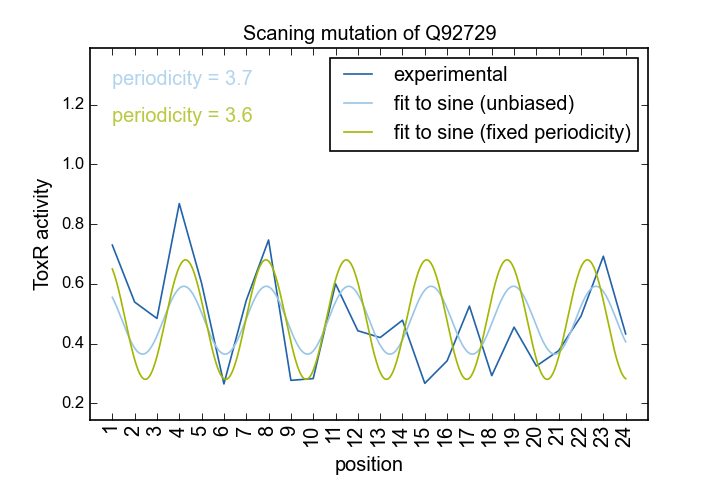 Scaning mutation of Q92729
periodicity = 3.7
periodicity = 3.6
experimental
fit to sine (unbiased)
fit to sine (fixed periodicity)
ToxR activity
1.2
1.0
0.8
0.6
0.4
0.2
1 2 3 4 5 6 7 8 9 10 11 12 13 14 15 16 17 18 19 20 21 22 23 24
position